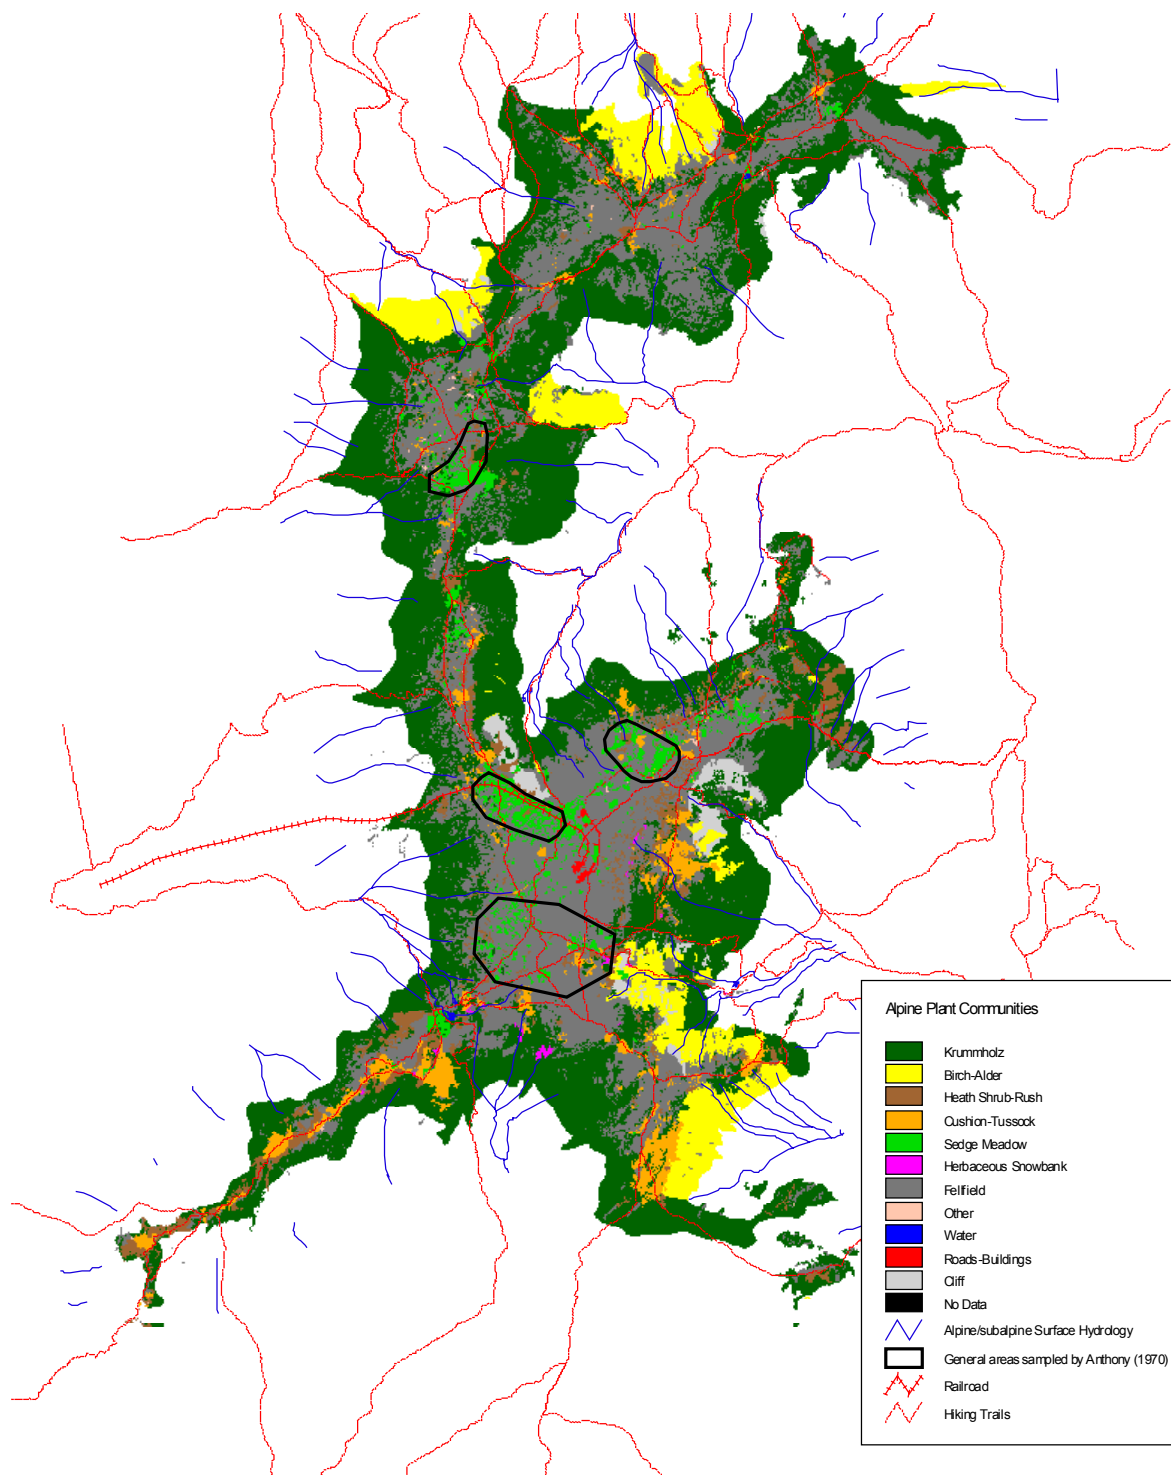 Alpine Plant Communities
Krummholz
Birch-Alder
Heath Shrub-Rush
Cushion-Tussock
Sedge Meadow
Herbaceous Snowbank
Fellfield
Other
Water
Roads-Buildings
Cliff
No Data
Alpine/subalpine Surface Hydrology
General areas sampled by Anthony (1970)
Railroad
Hiking Trails